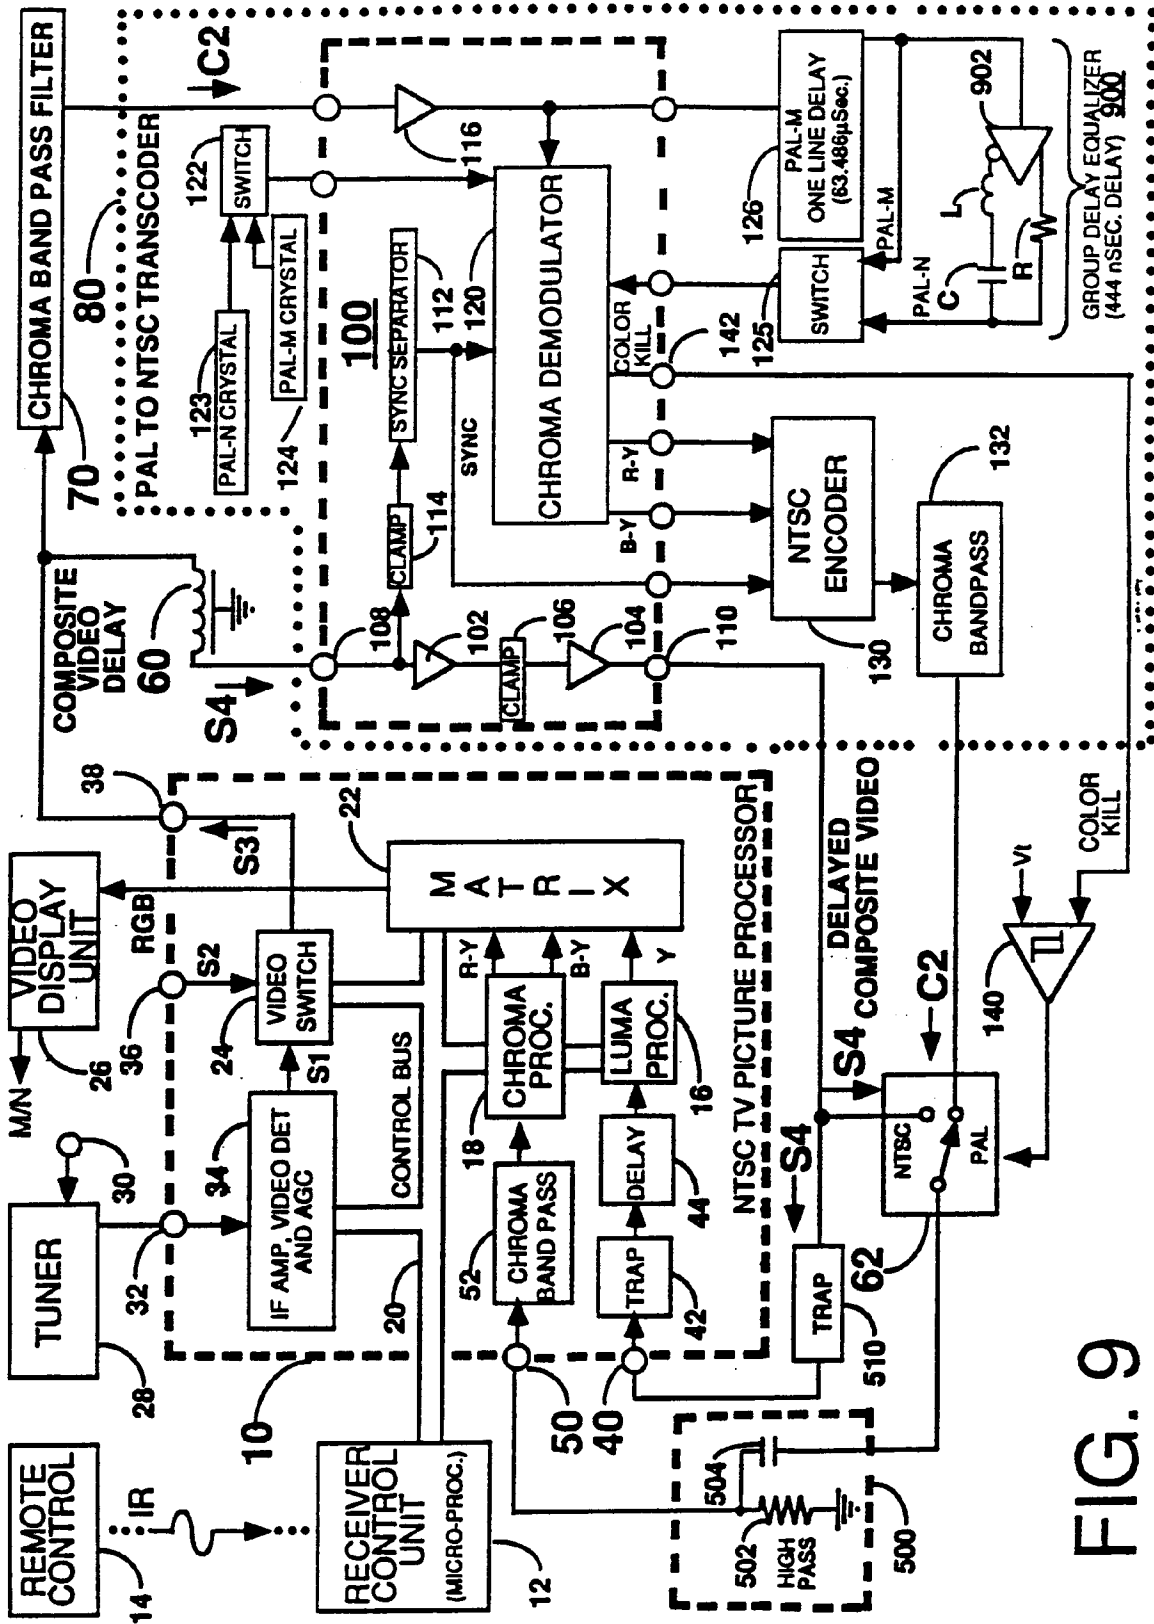 REMOTE
CONTROL
14
IR
RECEIVER
CONTROL
UNIT
(MICRO-PROC.)
12
TUNER
28
30
32
10
VIDEO
DISPLAY
UNIT
M/N
26
RGB
36
S2
38
S3
34
IF AMP, VIDEO DET
AND AGC
S1
24
VIDEO
SWITCH
20
CONTROL BUS
22
MATRIX
R-Y
B-Y
Y
18
CHROMA
PROC.
52
CHROMA
BAND PASS
50
40
TRAP
42
DELAY
44
LUMA
PROC.
16
NTSC TV PICTURE PROCESSOR
504
502
HIGH
PASS
500
TRAP
510
S4
62
NTSC
PAL
S4
DELAYED
COMPOSITE VIDEO
C2
140
Vt
COLOR
KILL
COMPOSITE
VIDEO
DELAY
60
S4
70
CHROMA BAND PASS FILTER
80
PAL TO NTSC TRANSCODER
C2
123
PAL-N CRYSTAL
PAL-M CRYSTAL
124
122
SWITCH
100
108
CLAMP
114
SYNC SEPARATOR
112
116
102
106
CLAMP
104
110
SYNC
120
CHROMA DEMODULATOR
B-Y
R-Y
COLOR
KILL
142
NTSC
ENCODER
130
CHROMA
BANDPASS
132
125
SWITCH
126
PAL-M
ONE LINE DELAY
(63.486μSec.)
PAL-M
PAL-N
C
L
R
902
GROUP DELAY EQUALIZER
(444 nSEC. DELAY) 900
FIG. 9